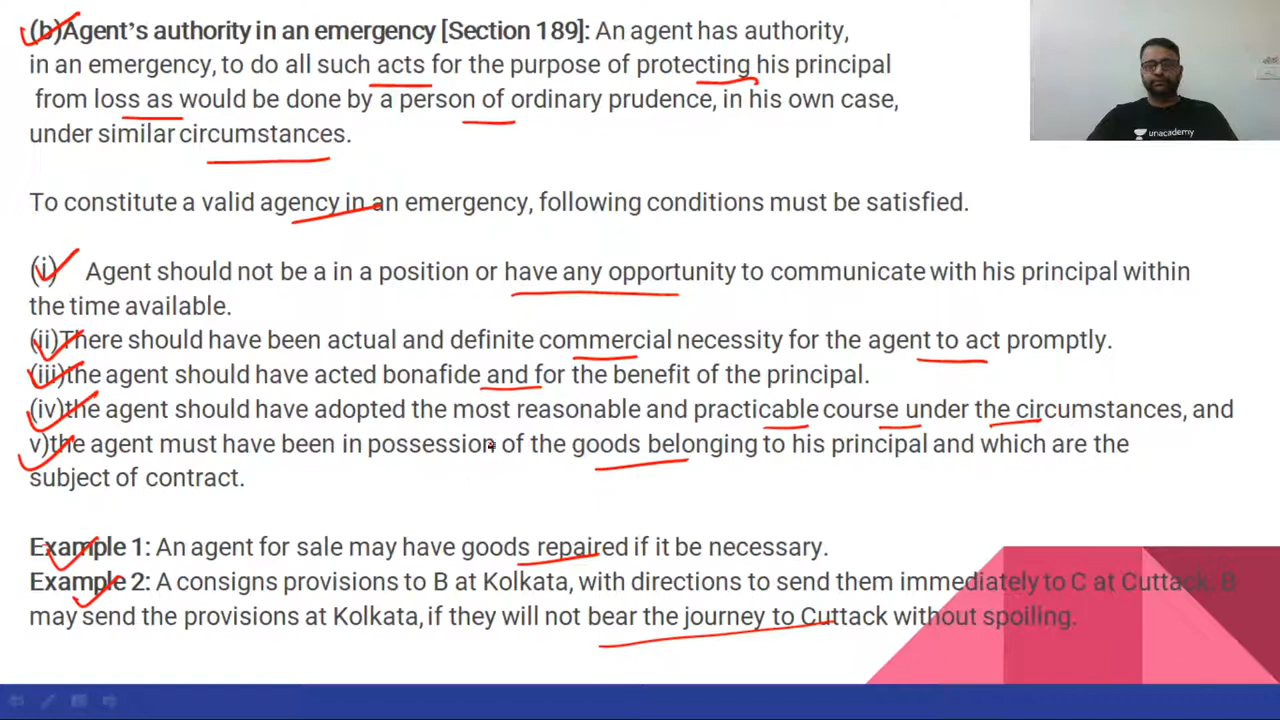 (b)Agent's authority in an emergency [Section 189]: An agent has authority,
in an emergency, to do all such acts for the purpose of protecting his principal
from loss as would be done by a person of ordinary prudence, in his own case,
under similar circumstances.
To constitute a valid agency in an emergency, following conditions must be satisfied.
(i) Agent should not be a in a position or have any opportunity to communicate with his principal within
the time available.
(ii)There should have been actual and definite commercial necessity for the agent to act promptly.
(iii)the agent should have acted bonafide and for the benefit of the principal.
(iv)the agent should have adopted the most reasonable and practicable course under the circumstances, and
v)the agent must have been in possession of the goods belonging to his principal and which are the
subject of contract.
Example 1: An agent for sale may have goods repaired if it be necessary.
Example 2: A consigns provisions to B at Kolkata, with directions to send them immediately to C at Cuttack. B
may send the provisions at Kolkata, if they will not bear the journey to Cuttack without spoiling.
unacademy